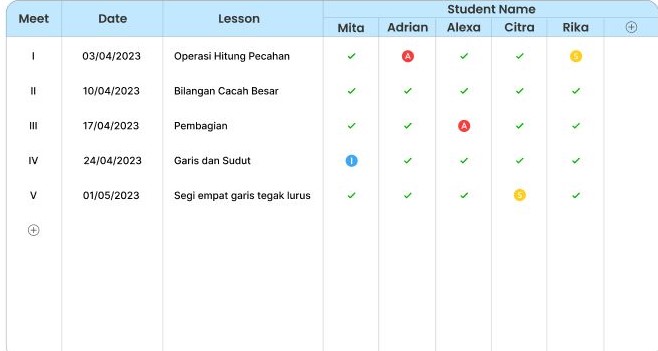 Meet Date Lesson Student Name
Mita Adrian Alexa Citra Rika
I 03/04/2023 Operasi Hitung Pecahan A S
II 10/04/2023 Bilangan Cacah Besar
III 17/04/2023 Pembagian A
IV 24/04/2023 Garis dan Sudut I
V 01/05/2023 Segi empat garis tegak lurus S